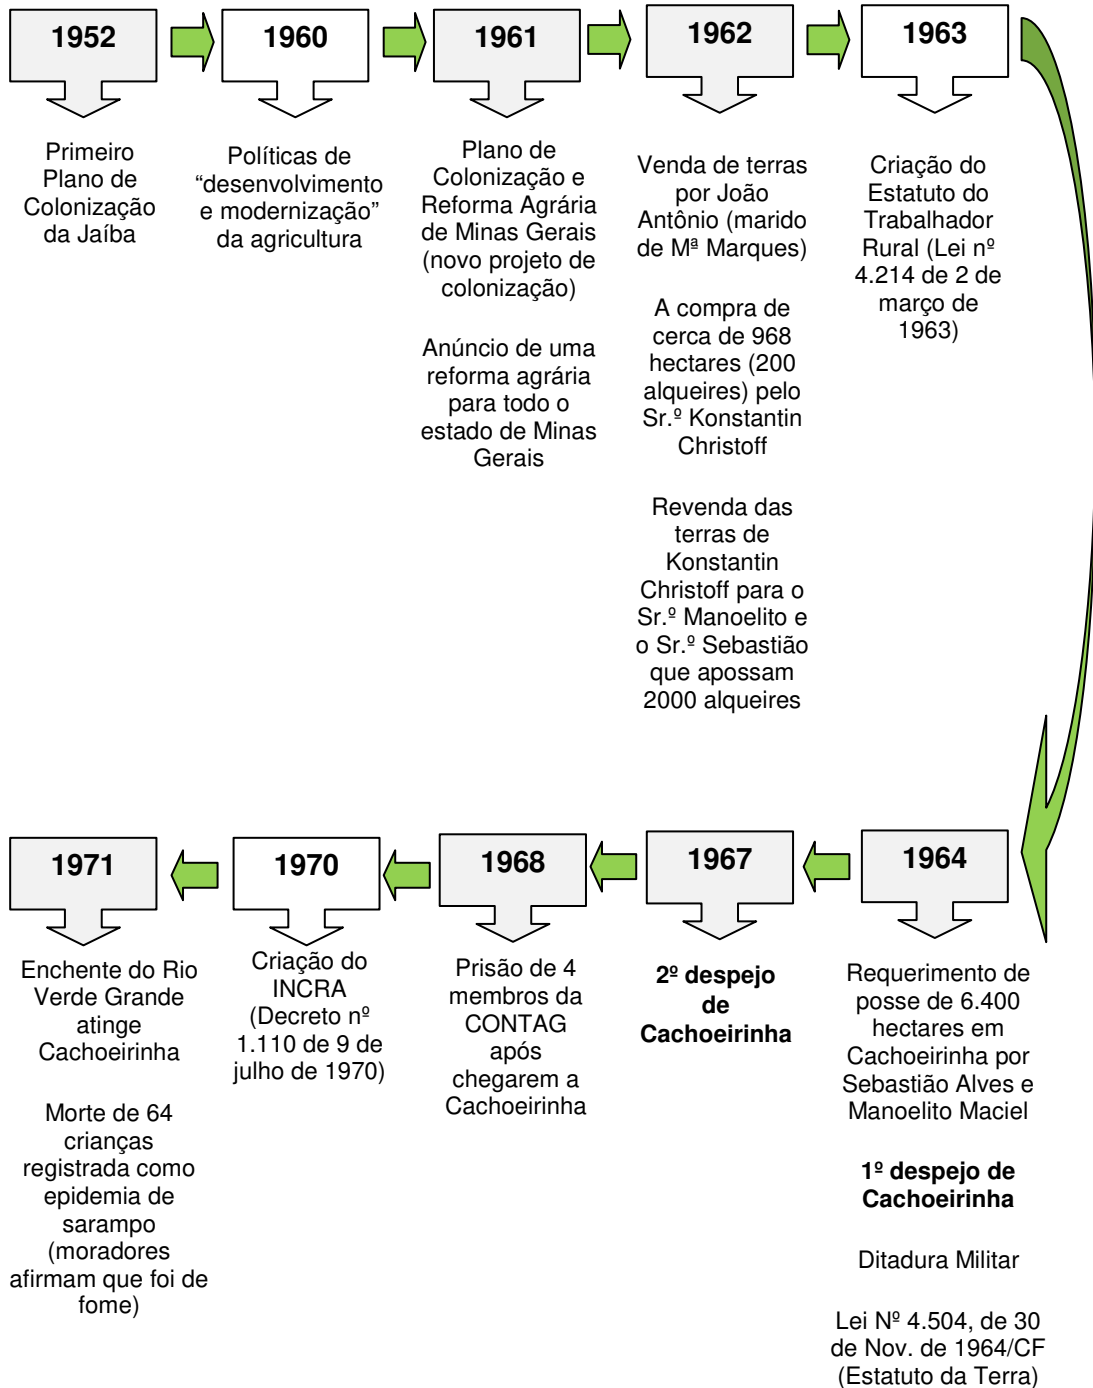 1952
Primeiro
Plano de
Colonização
da Jaíba
1960
Políticas de
“desenvolvimento
e modernização”
da agricultura
1961
Plano de
Colonização e
Reforma Agrária
de Minas Gerais
(novo projeto de
colonização)
Anúncio de uma
reforma agrária
para todo o
estado de Minas
Gerais
1962
Venda de terras
por João
Antônio (marido
de Mª Marques)
A compra de
cerca de 968
hectares (200
alqueires) pelo
Sr.º Konstantin
Christoff
Revenda das
terras de
Konstantin
Christoff para o
Sr.º Manoelito e
o Sr.º Sebastião
que apossam
2000 alqueires
1963
Criação do
Estatuto do
Trabalhador
Rural (Lei nº
4.214 de 2 de
março de
1963)
1964
Requerimento de
posse de 6.400
hectares em
Cachoeirinha por
Sebastião Alves e
Manoelito Maciel
1º despejo de
Cachoeirinha
Ditadura Militar
Lei Nº 4.504, de 30
de Nov. de 1964/CF
(Estatuto da Terra)
1967
2º despejo
de
Cachoeirinha
1968
Prisão de 4
membros da
CONTAG
após
chegarem a
Cachoeirinha
1970
Criação do
INCRA
(Decreto nº
1.110 de 9 de
julho de 1970)
1971
Enchente do Rio
Verde Grande
atinge
Cachoeirinha
Morte de 64
crianças
registrada como
epidemia de
sarampo
(moradores
afirmam que foi de
fome)